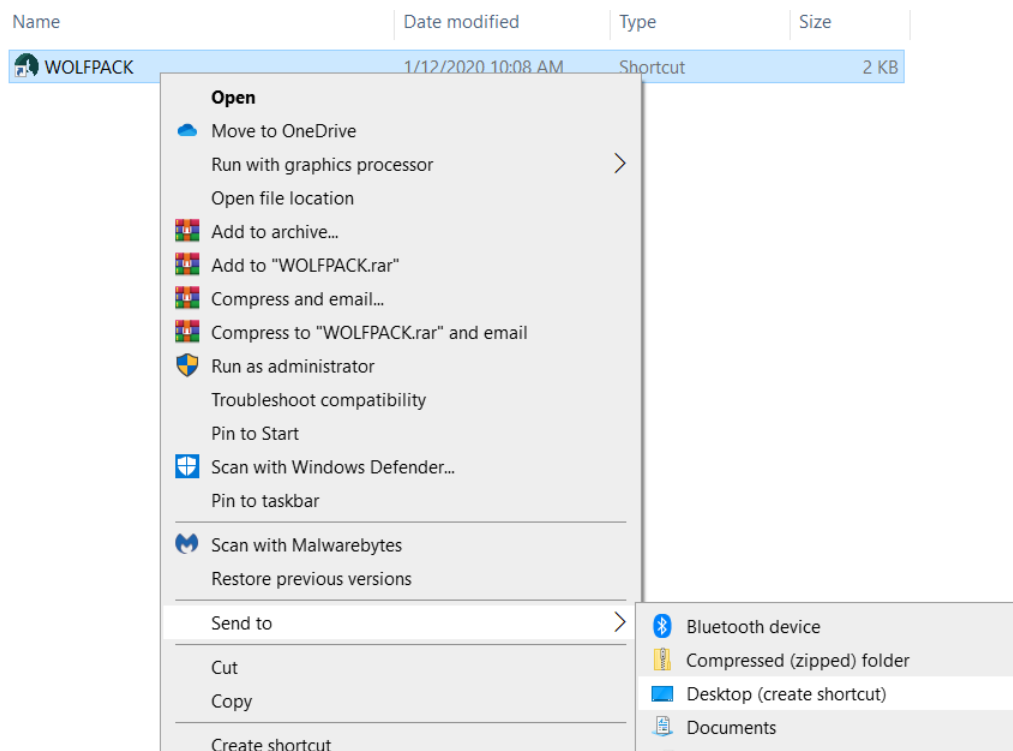 Name Date modified Type Size
WOLFPACK 1/12/2020 10:08 AM Shortcut 2 KB
Open
Move to OneDrive
Run with graphics processor
Open file location
Add to archive...
Add to "WOLFPACK.rar"
Compress and email...
Compress to "WOLFPACK.rar" and email
Run as administrator
Troubleshoot compatibility
Pin to Start
Scan with Windows Defender...
Pin to taskbar
Scan with Malwarebytes
Restore previous versions
Send to
Cut
Copy
Create shortcut
Bluetooth device
Compressed (zipped) folder
Desktop (create shortcut)
Documents